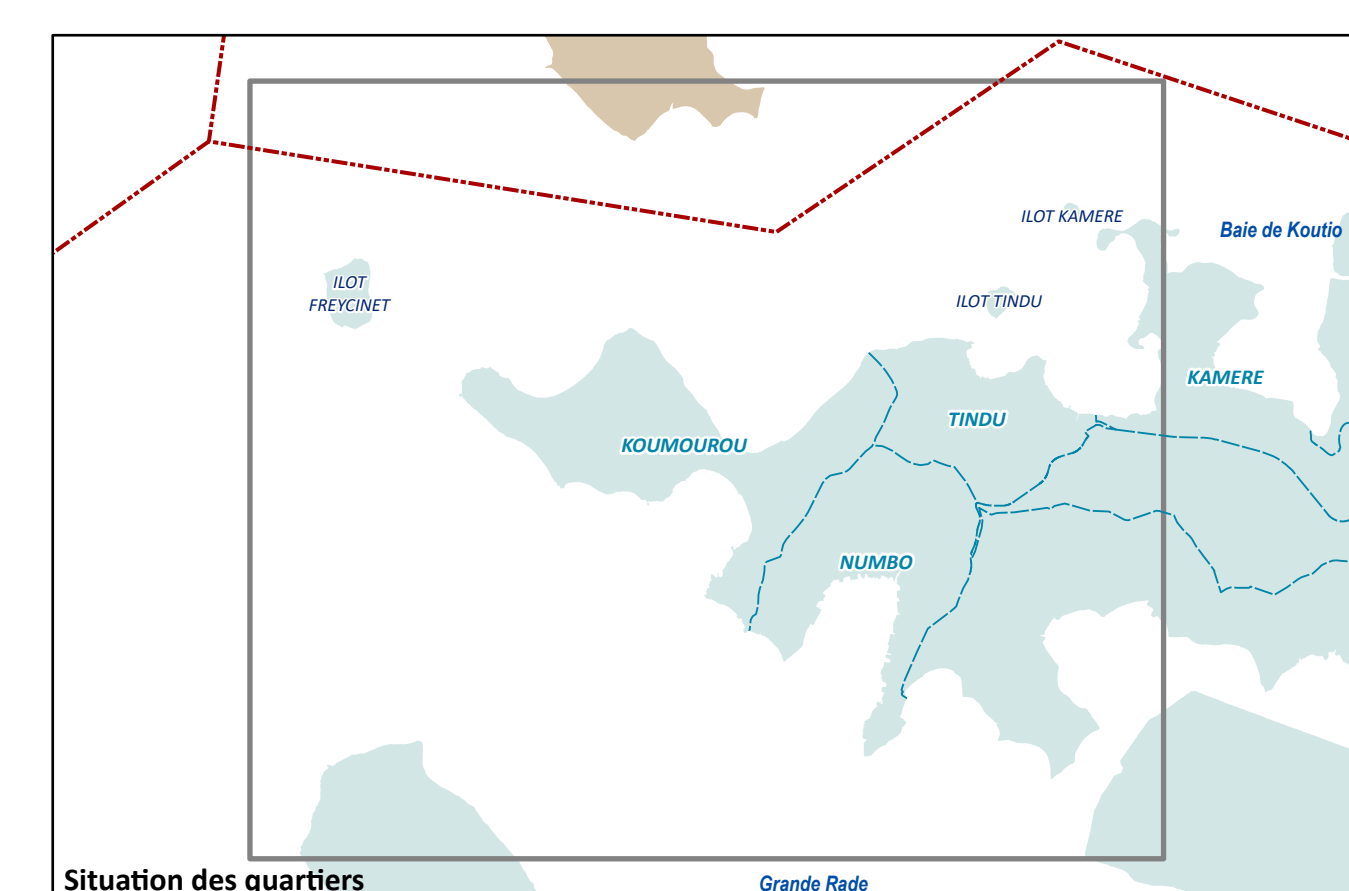 ILOT KAMERE
Baie de Koutio
ILOT
FREYCINET
ILOT TINDU
KAMERE
TINDU
KOUMOUROU
NUMBO
Situation des quartiers
Grande Rade